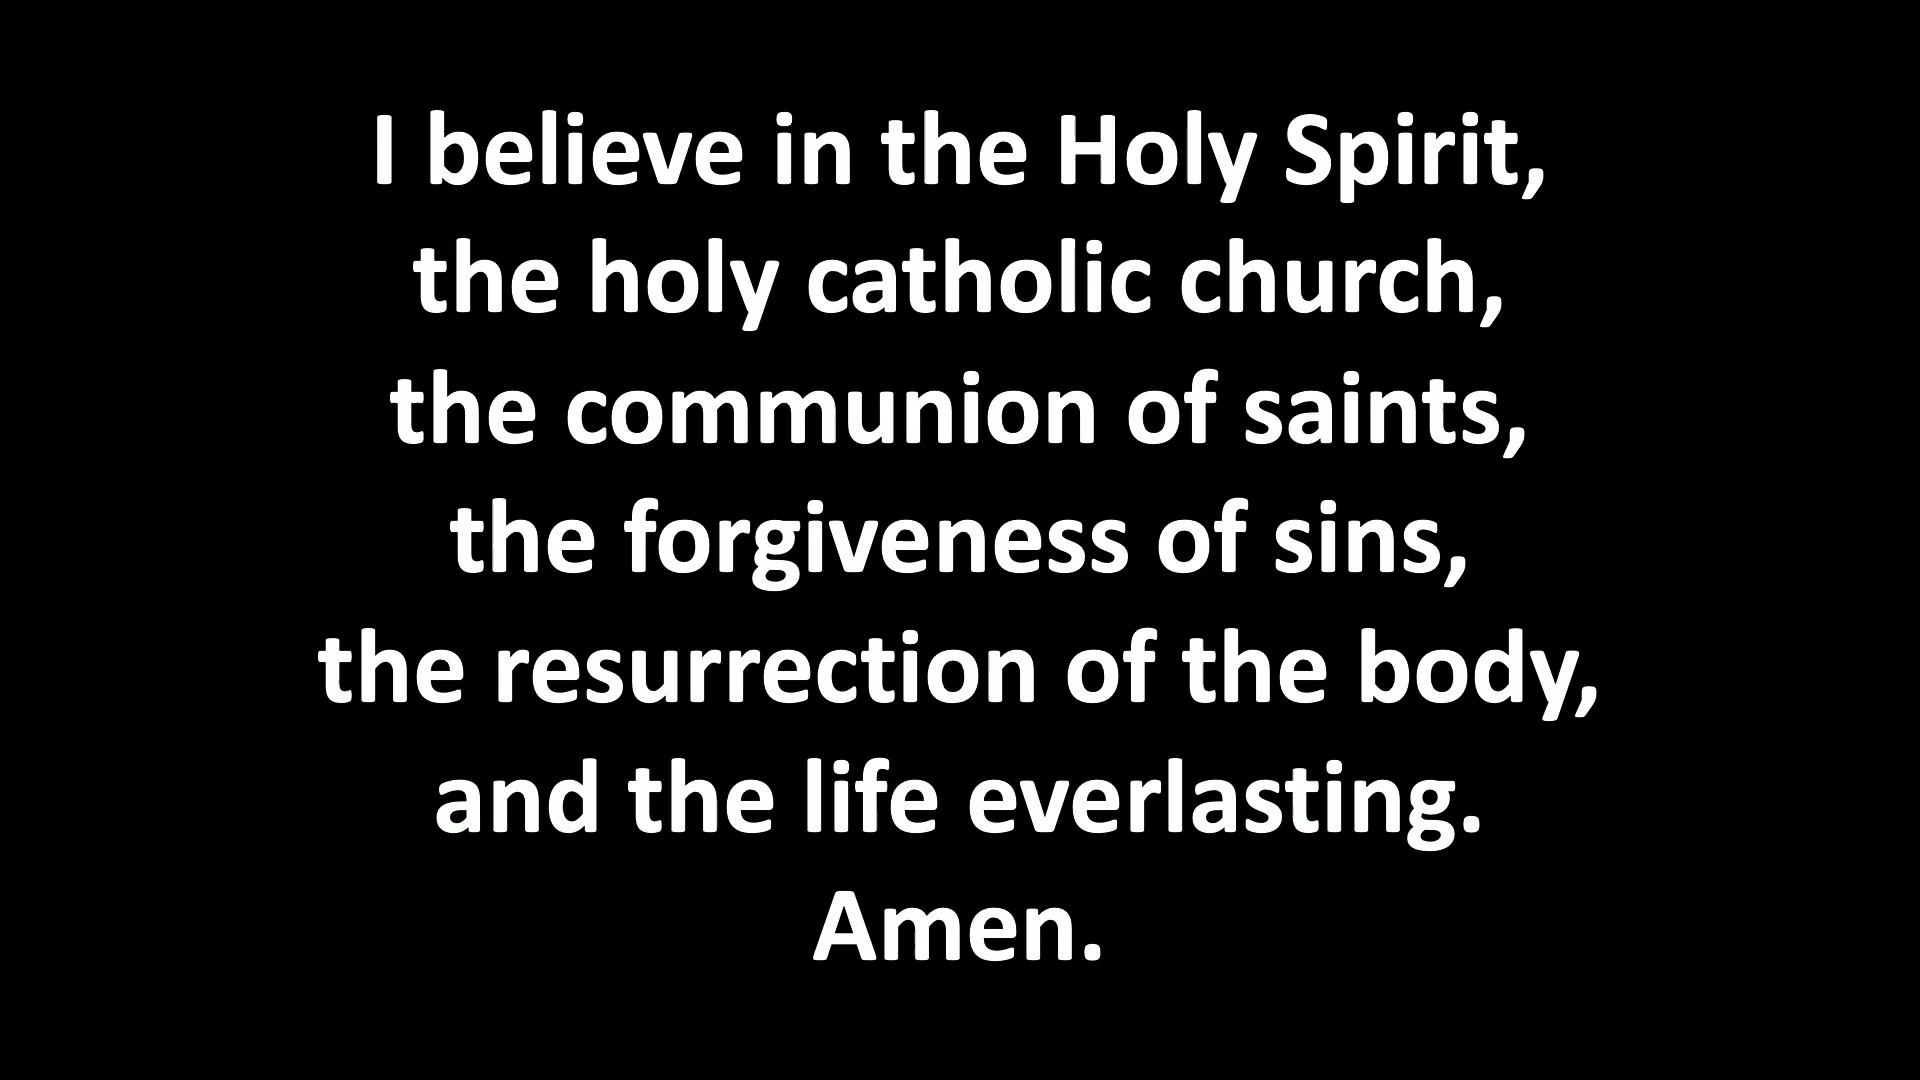 I believe in the Holy Spirit,
the holy catholic church,
the communion of saints,
the forgiveness of sins,
the resurrection of the body,
and the life everlasting.
Amen.